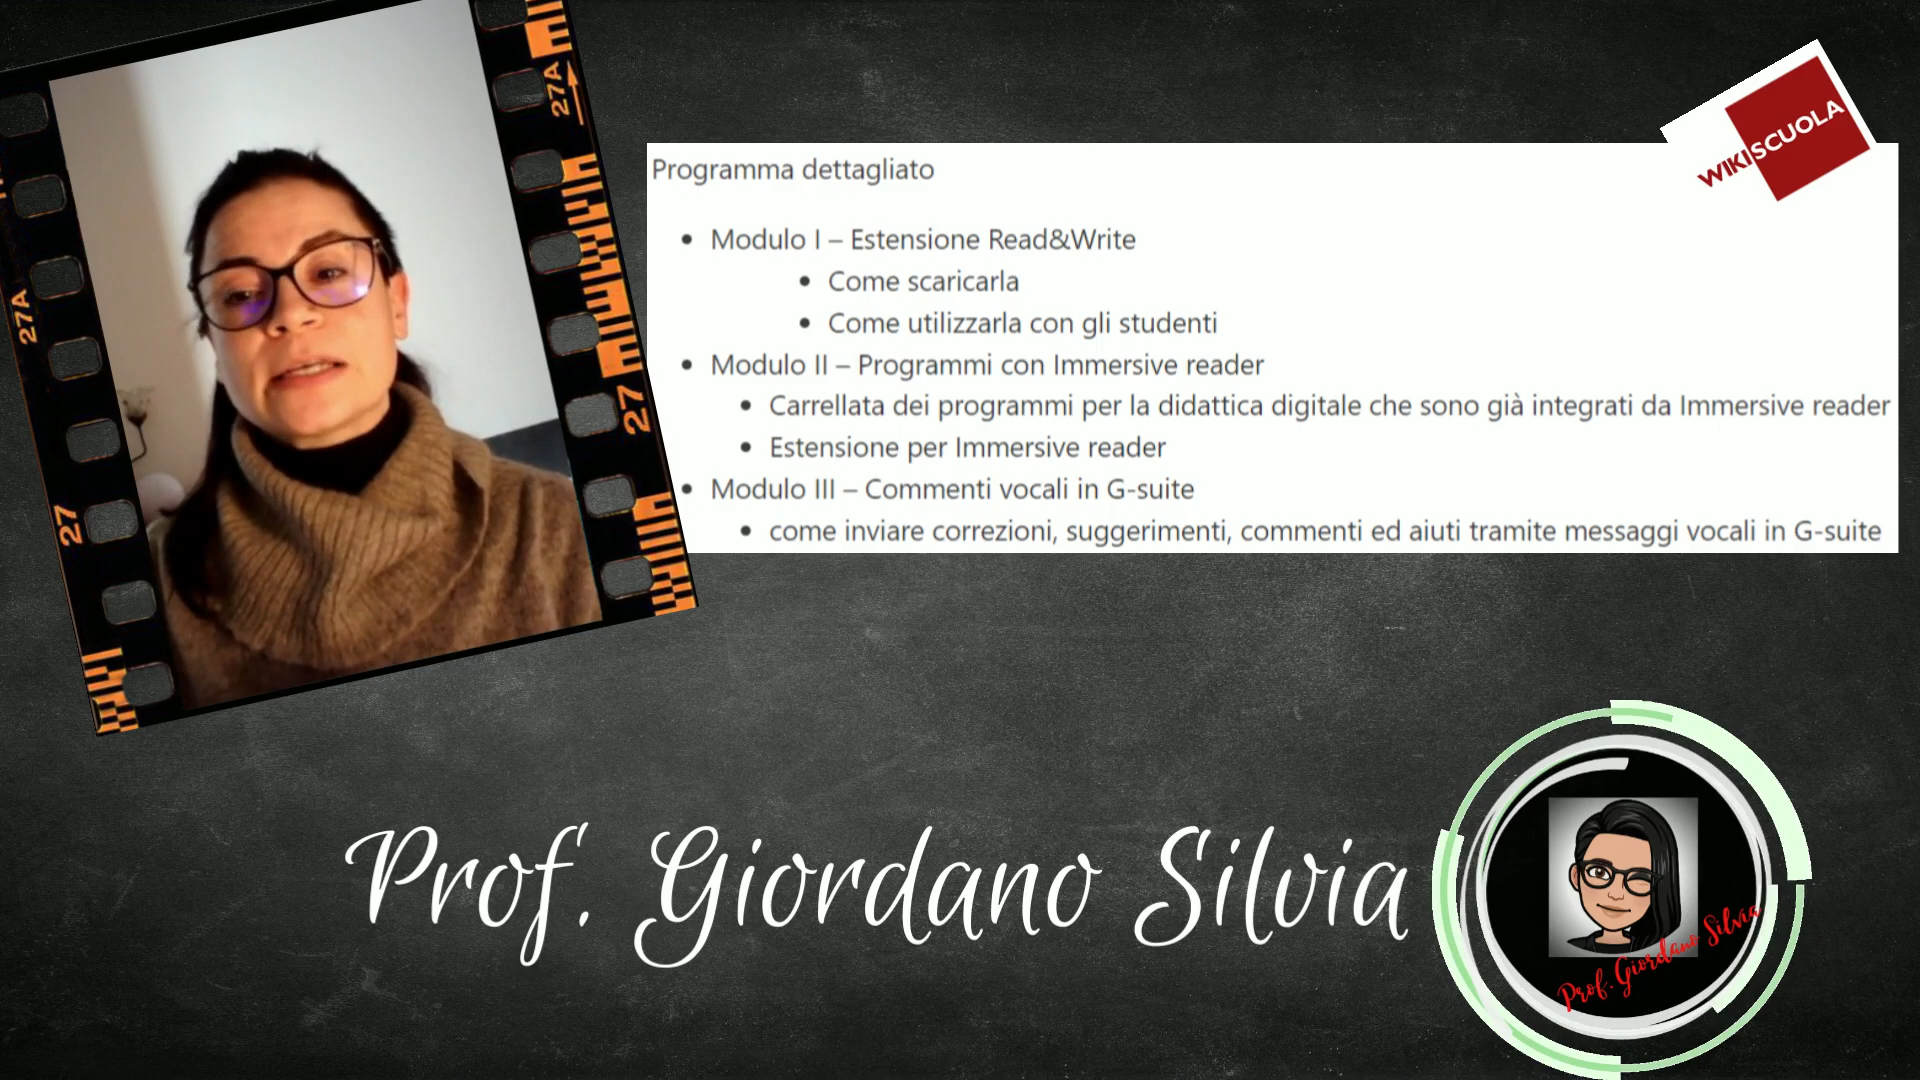 27A
27A
27
27
WIKISCUOLA
Programma dettagliato
Modulo I – Estensione Read&Write
Come scaricarla
Come utilizzarla con gli studenti
Modulo II – Programmi con Immersive reader
Carrellata dei programmi per la didattica digitale che sono già integrati da Immersive reader
Estensione per Immersive reader
Modulo III – Commenti vocali in G-suite
come inviare correzioni, suggerimenti, commenti ed aiuti tramite messaggi vocali in G-suite
Prof. Giordano Silvia
Prof. Giordano Silvia